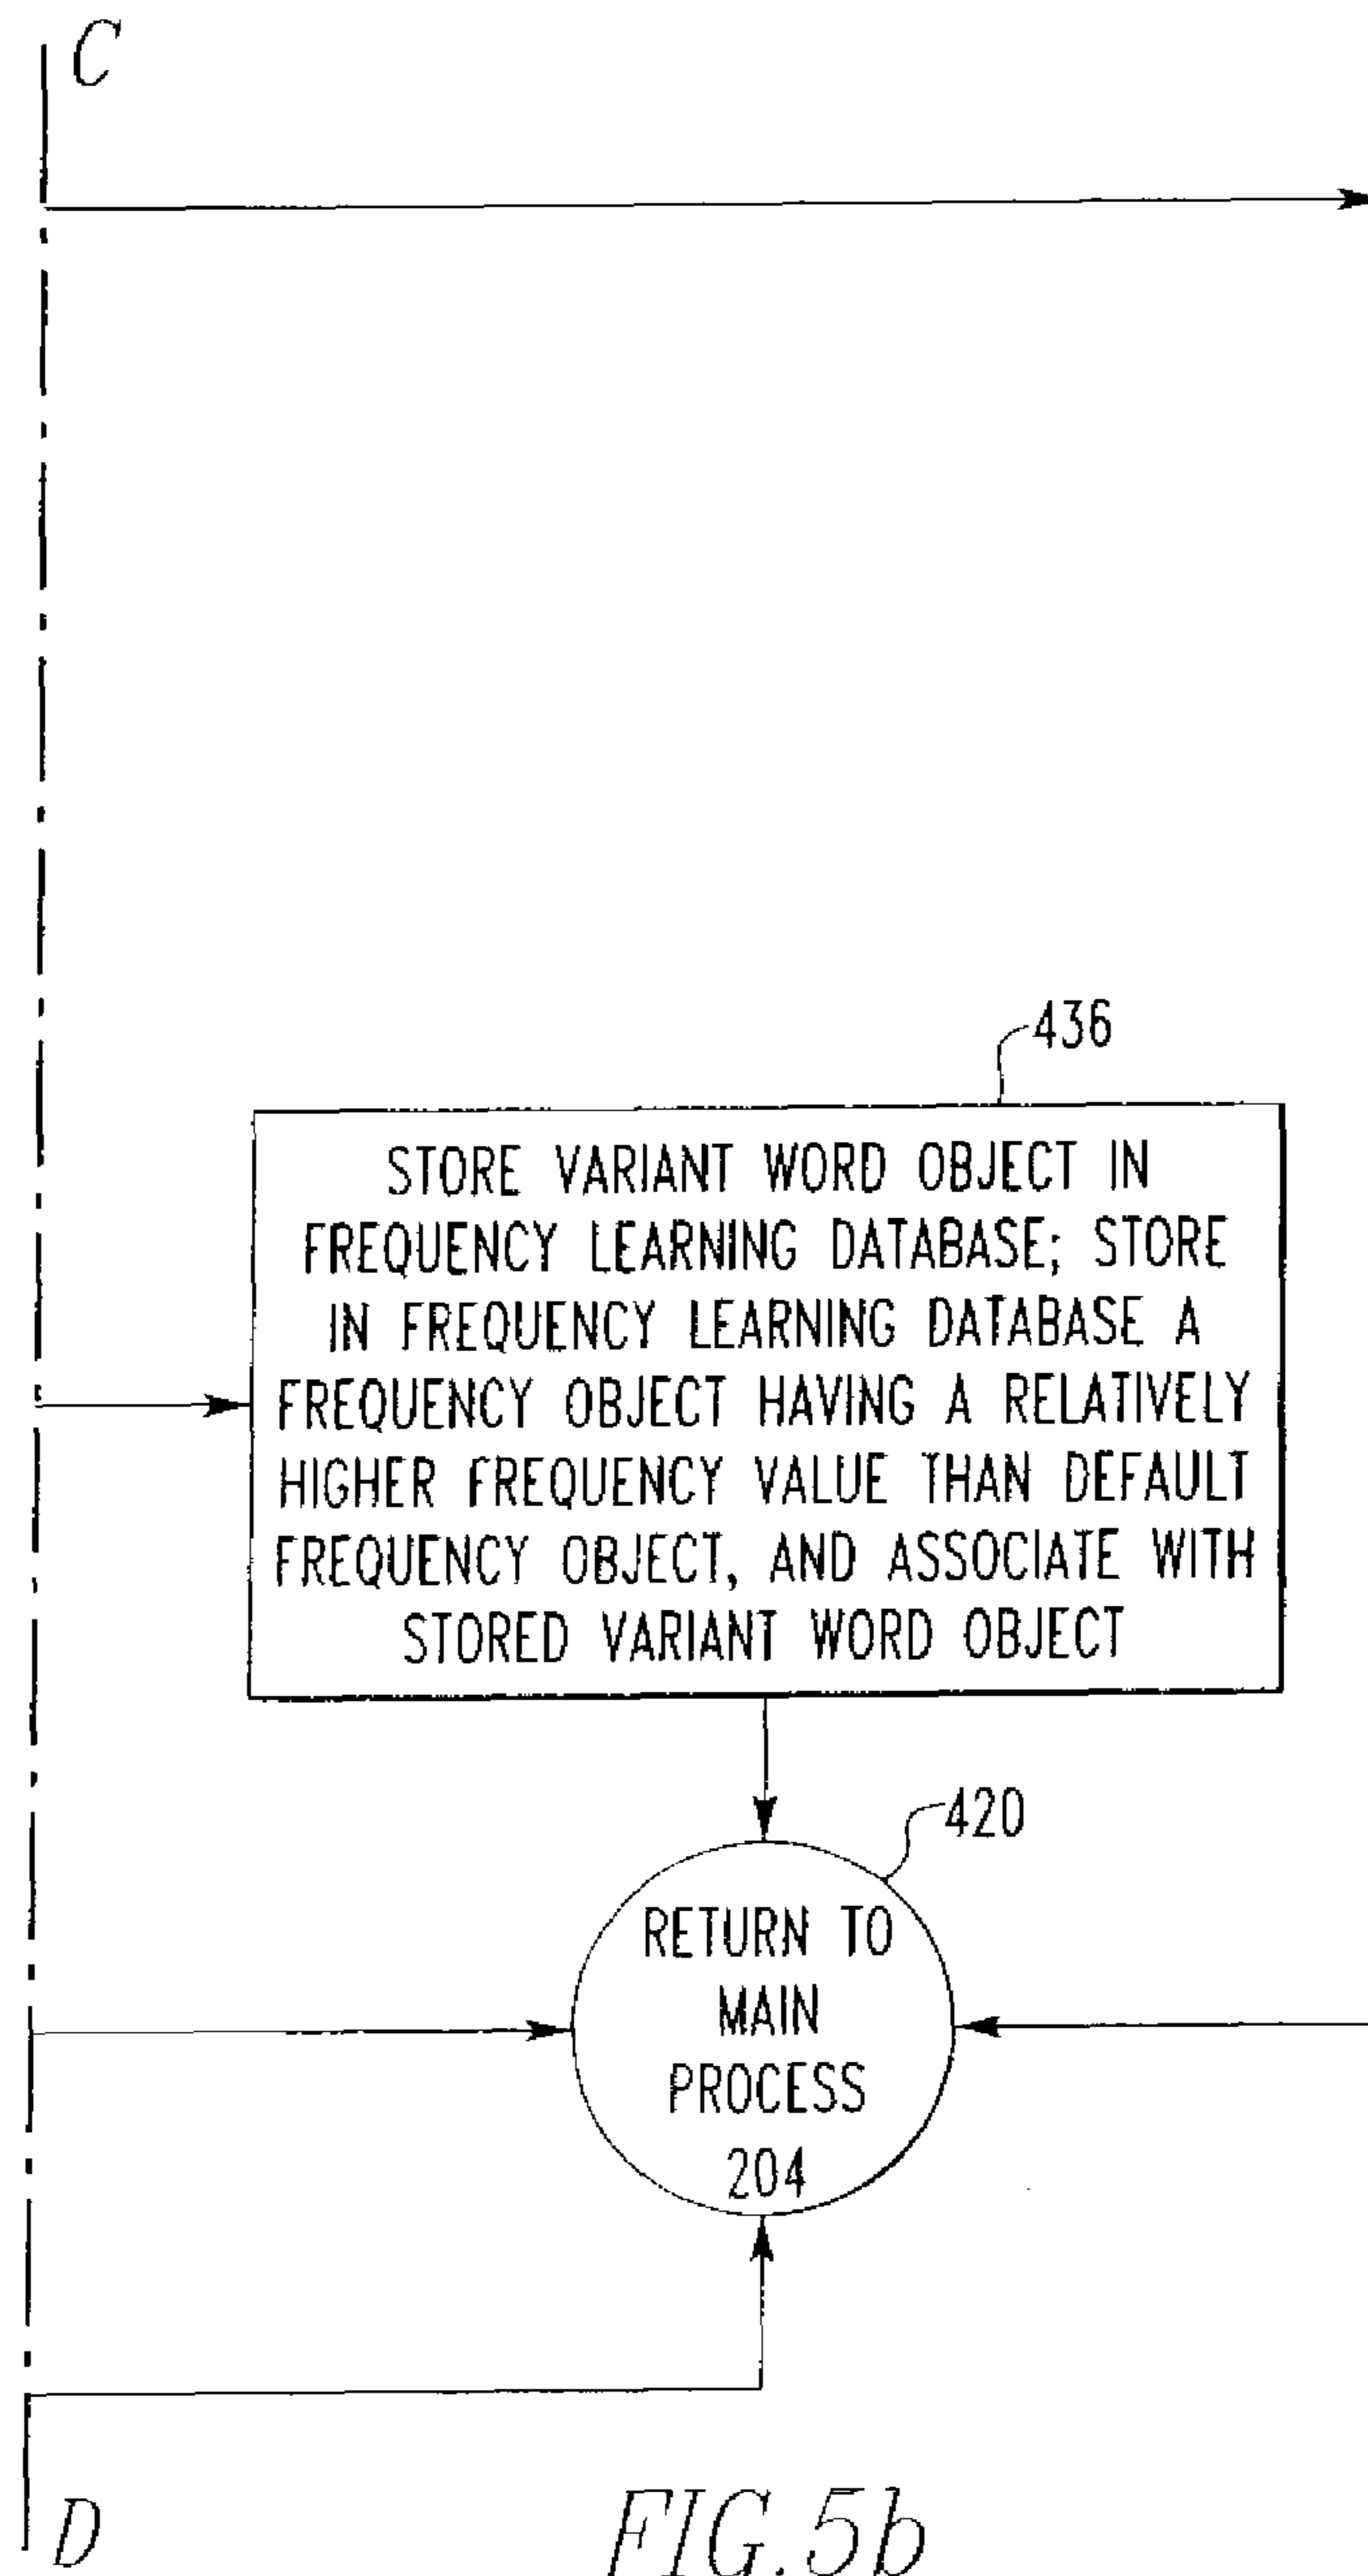 C
436
STORE VARIANT WORD OBJECT IN
FREQUENCY LEARNING DATABASE; STORE
IN FREQUENCY LEARNING DATABASE A
FREQUENCY OBJECT HAVING A RELATIVELY
HIGHER FREQUENCY VALUE THAN DEFAULT
FREQUENCY OBJECT, AND ASSOCIATE WITH
STORED VARIANT WORD OBJECT
420
RETURN TO
MAIN
PROCESS
204
D
FIG.5b